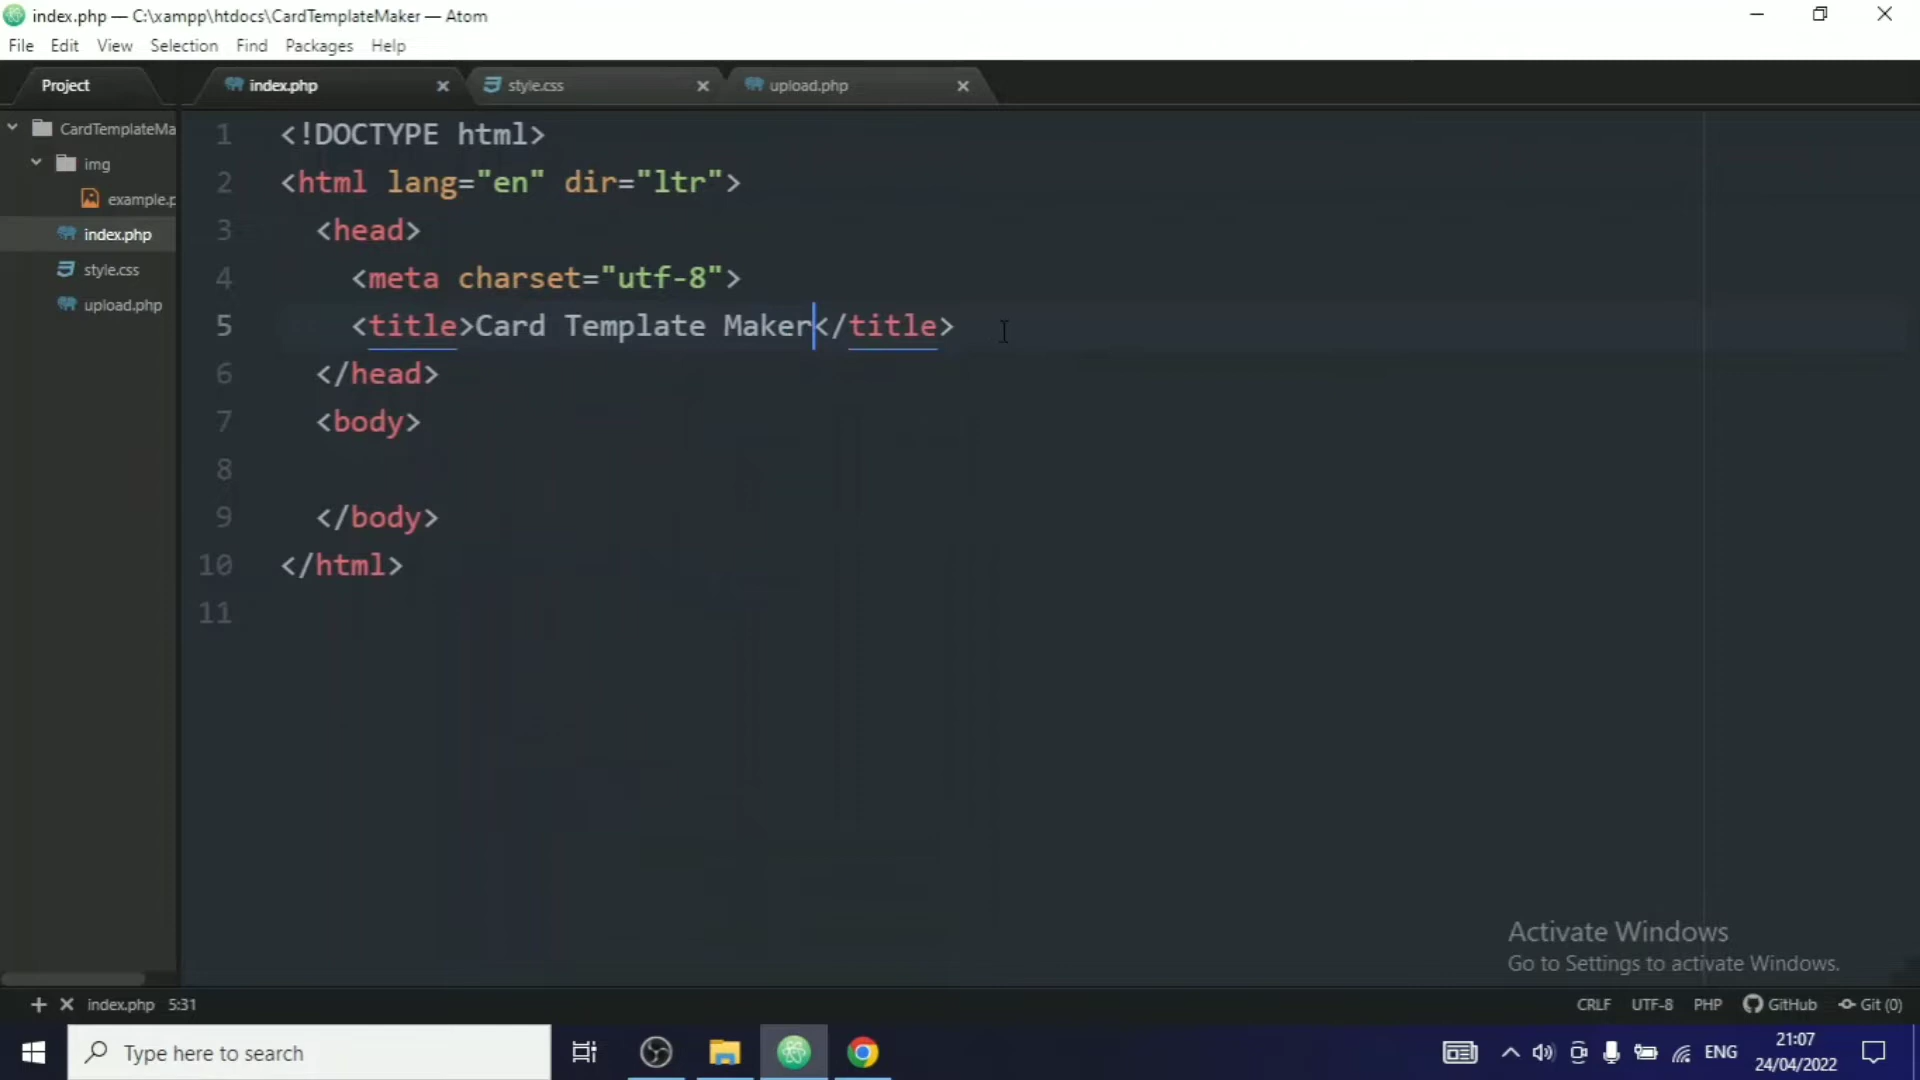 index.php — C:\xampp\htdocs\CardTemplateMaker — Atom
File Edit View Selection Find Packages Help
Project index.php style.css upload.php
CardTemplateMa
img
example.p
index.php
style.css
upload.php
1 <!DOCTYPE html>
2 <html lang="en" dir="ltr">
3 <head>
4 <meta charset="utf-8">
5 <title>Card Template Maker</title>
6 </head>
7 <body>
8
9 </body>
10 </html>
11
Activate Windows
Go to Settings to activate Windows.
index.php 5:31 CRLF UTF-8 PHP GitHub Git (0)
Type here to search ENG 21:07
24/04/2022